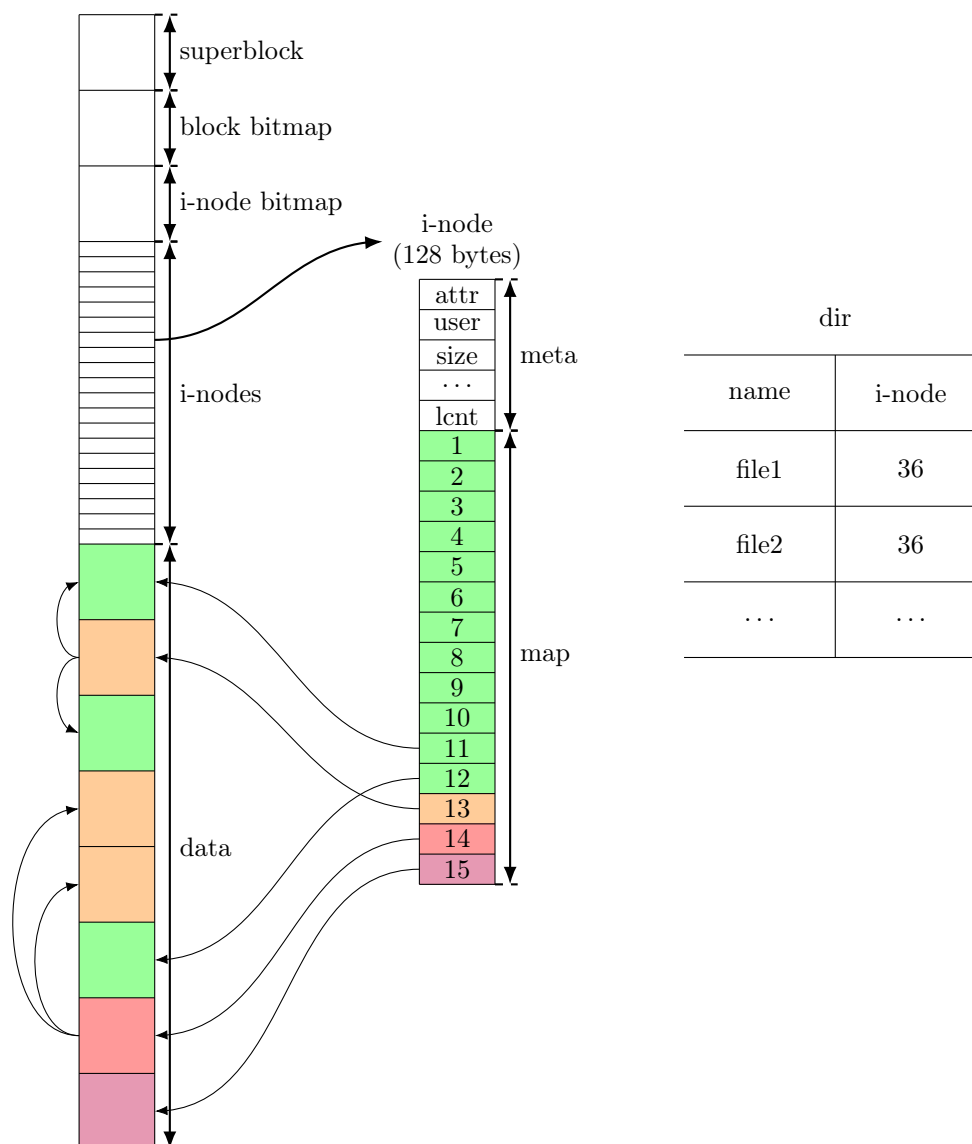 superblock
block bitmap
i-node bitmap
i-nodes
data
i-node
(128 bytes)
attr
user
size
···
lcnt
meta
1
2
3
4
5
6
7
8
9
10
11
12
13
14
15
map
dir
name i-node
file1 36
file2 36
··· ···